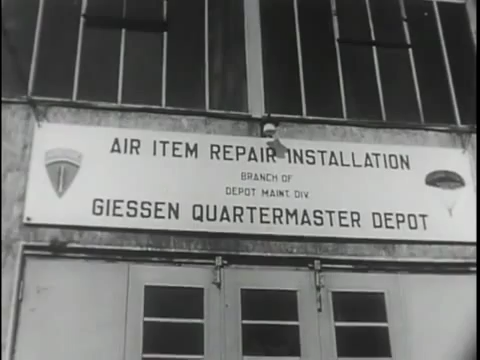 AIR ITEM REPAIR INSTALLATION
BRANCH OF
DEPOT MAINT. DIV.
GIESSEN QUARTERMASTER DEPOT